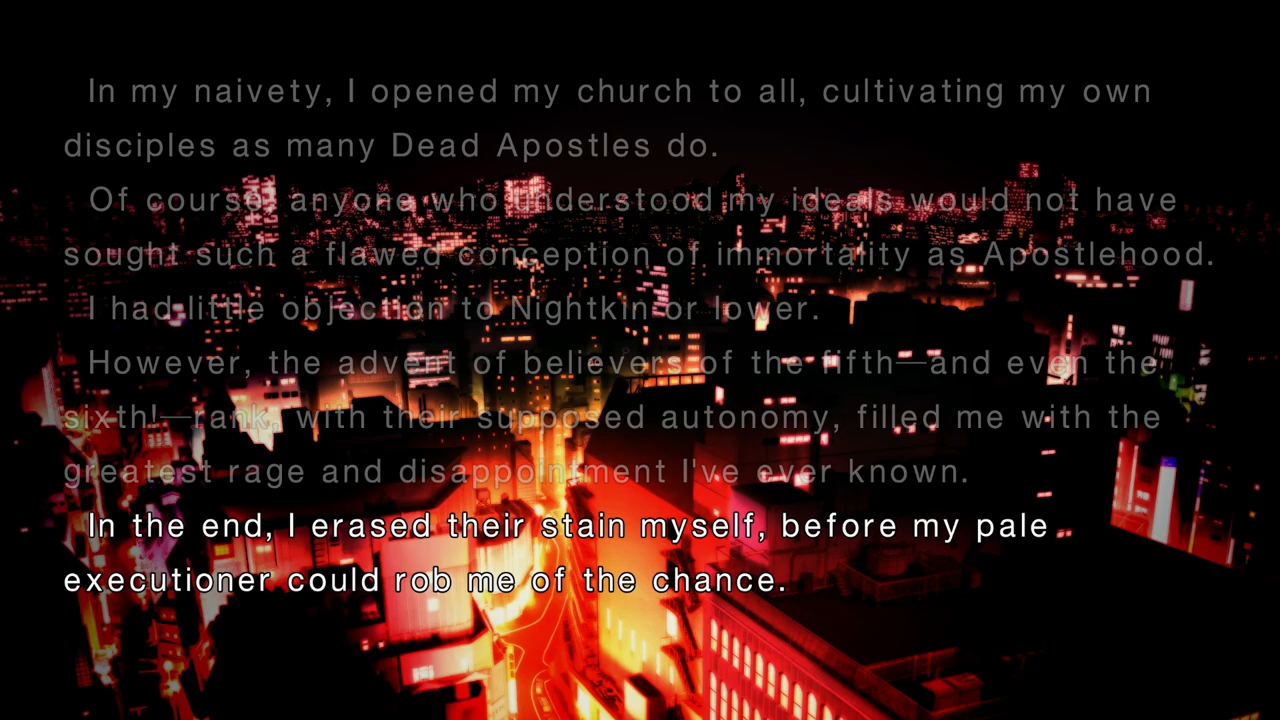 In my naivety, I opened my church to all, cultivating my own
disciples as many Dead Apostles do.
Of course, anyone who understood my ideals would not have
sought such a flawed conception of immortality as Apostlehood.
I had little objection to Nightkin or lower.
However, the advent of believers of the fifth—and even the
sixth!—rank, with their supposed autonomy, filled me with the
greatest rage and disappointment I've ever known.
In the end, I erased their stain myself, before my pale
executioner could rob me of the chance.